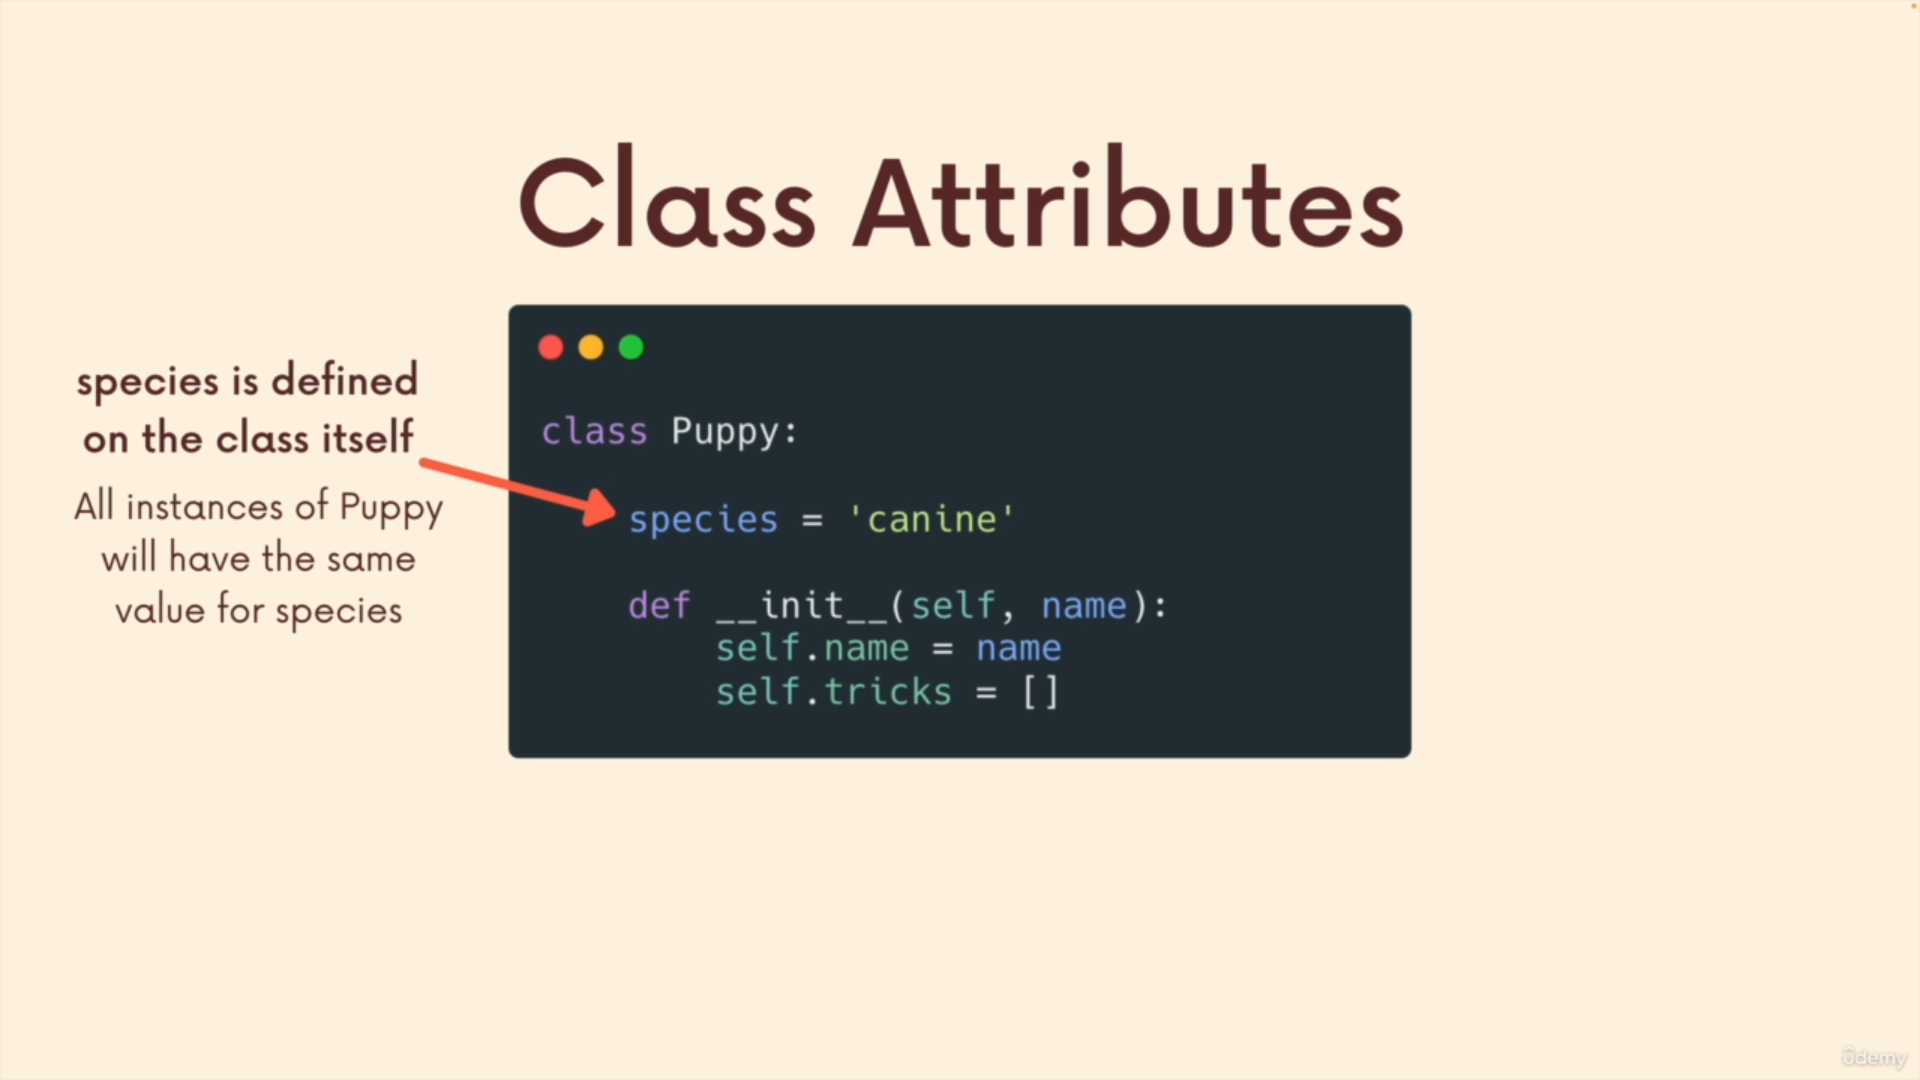 Class Attributes
species is defined
on the class itself
All instances of Puppy
will have the same
value for species
class Puppy:
species = 'canine'
def __init__(self, name):
self.name = name
self.tricks = []
ûdemy